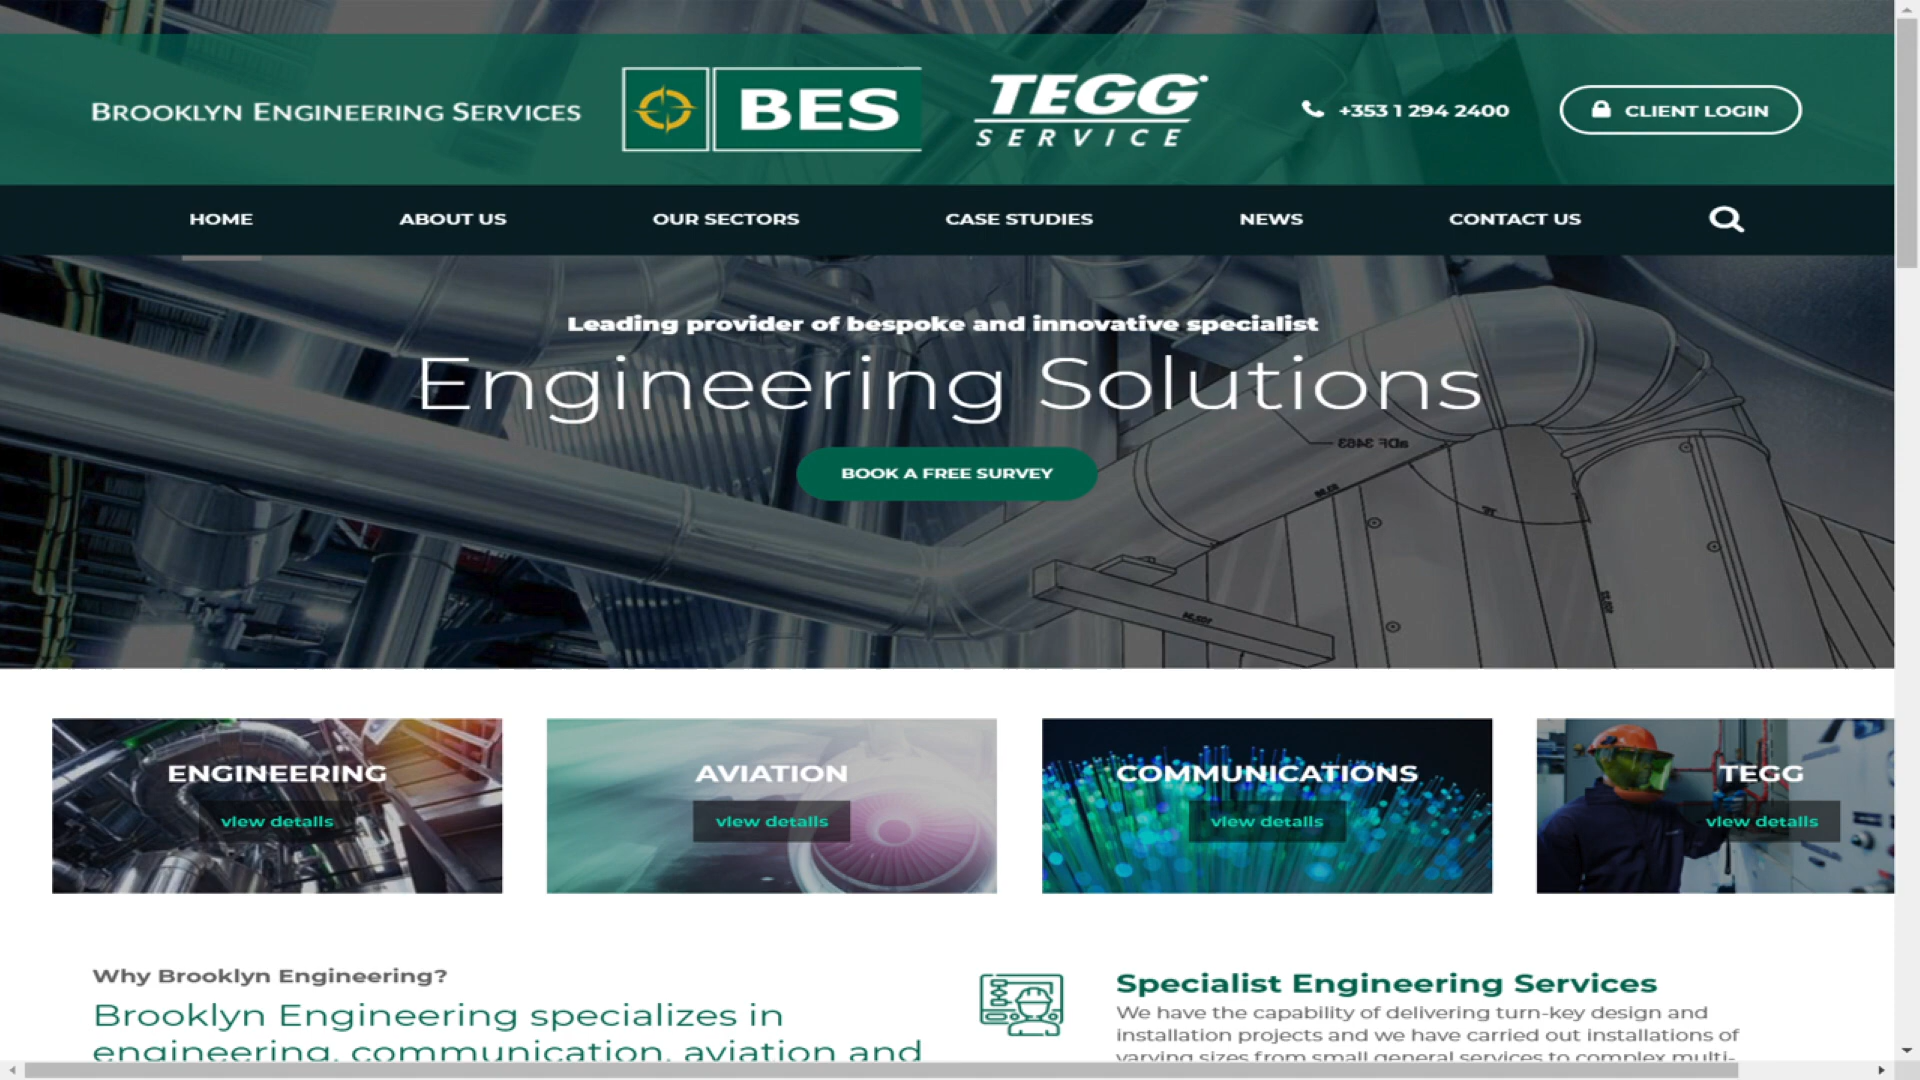 BROOKLYN ENGINEERING SERVICES
BES
TEGG
SERVICE
+353 1 294 2400
CLIENT LOGIN
HOME
ABOUT US
OUR SECTORS
CASE STUDIES
NEWS
CONTACT US
Leading provider of bespoke and innovative specialist
Engineering Solutions
BOOK A FREE SURVEY
ENGINEERING
view details
AVIATION
view details
COMMUNICATIONS
view details
TEGG
view details
Why Brooklyn Engineering?
Brooklyn Engineering specializes in
engineering, communication, aviation and
Specialist Engineering Services
We have the capability of delivering turn-key design and
installation projects and we have carried out installations of
varying sizes from small general services to complex multi-